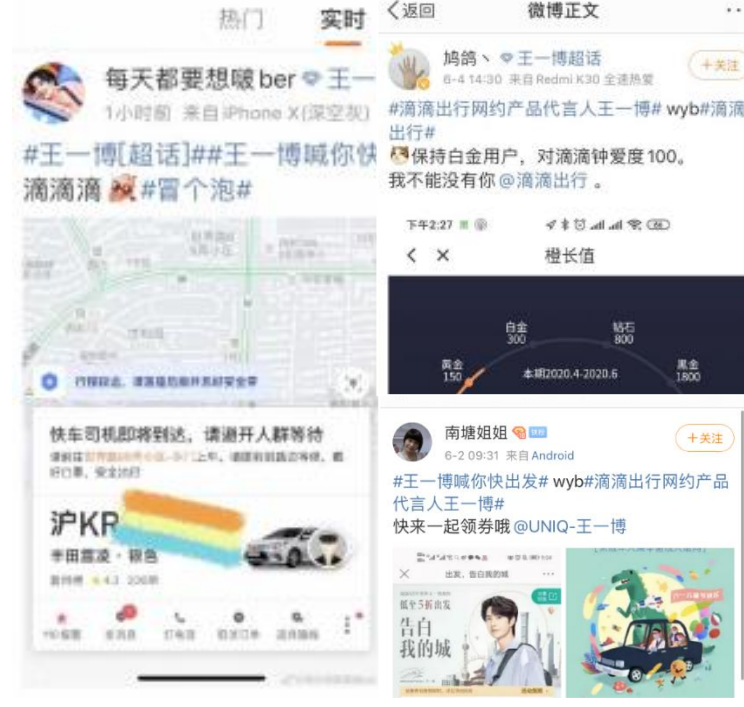 热门
实时
每天都要想啵ber 王一
1小时前 来自iPhone X(深空灰)
#王一博[超话]##王一博喊你快
滴滴滴 #冒个泡#
快车司机即将到达，请避开人群等待
沪KR
丰田雷凌·银色
返回
微博正文
鸠鸽丶 王一博超话
6-4 14:30 来自 Redmi K30 全速热爱
+关注
#滴滴出行网约产品代言人王一博# wyb#滴滴
出行#
保持白金用户，对滴滴钟爱度100。
我不能没有你@滴滴出行 。
下午2:27
橙长值
白金
300
钻石
800
黄金
150
黑金
1800
本期2020.4-2020.6
南塘姐姐
6-2 09:31 来自 Android
+关注
#王一博喊你快出发# wyb#滴滴出行网约产品
代言人王一博#
快来一起领券哦@UNIQ-王一博
出发，告白我的城
低至5折出发
告白
我的城